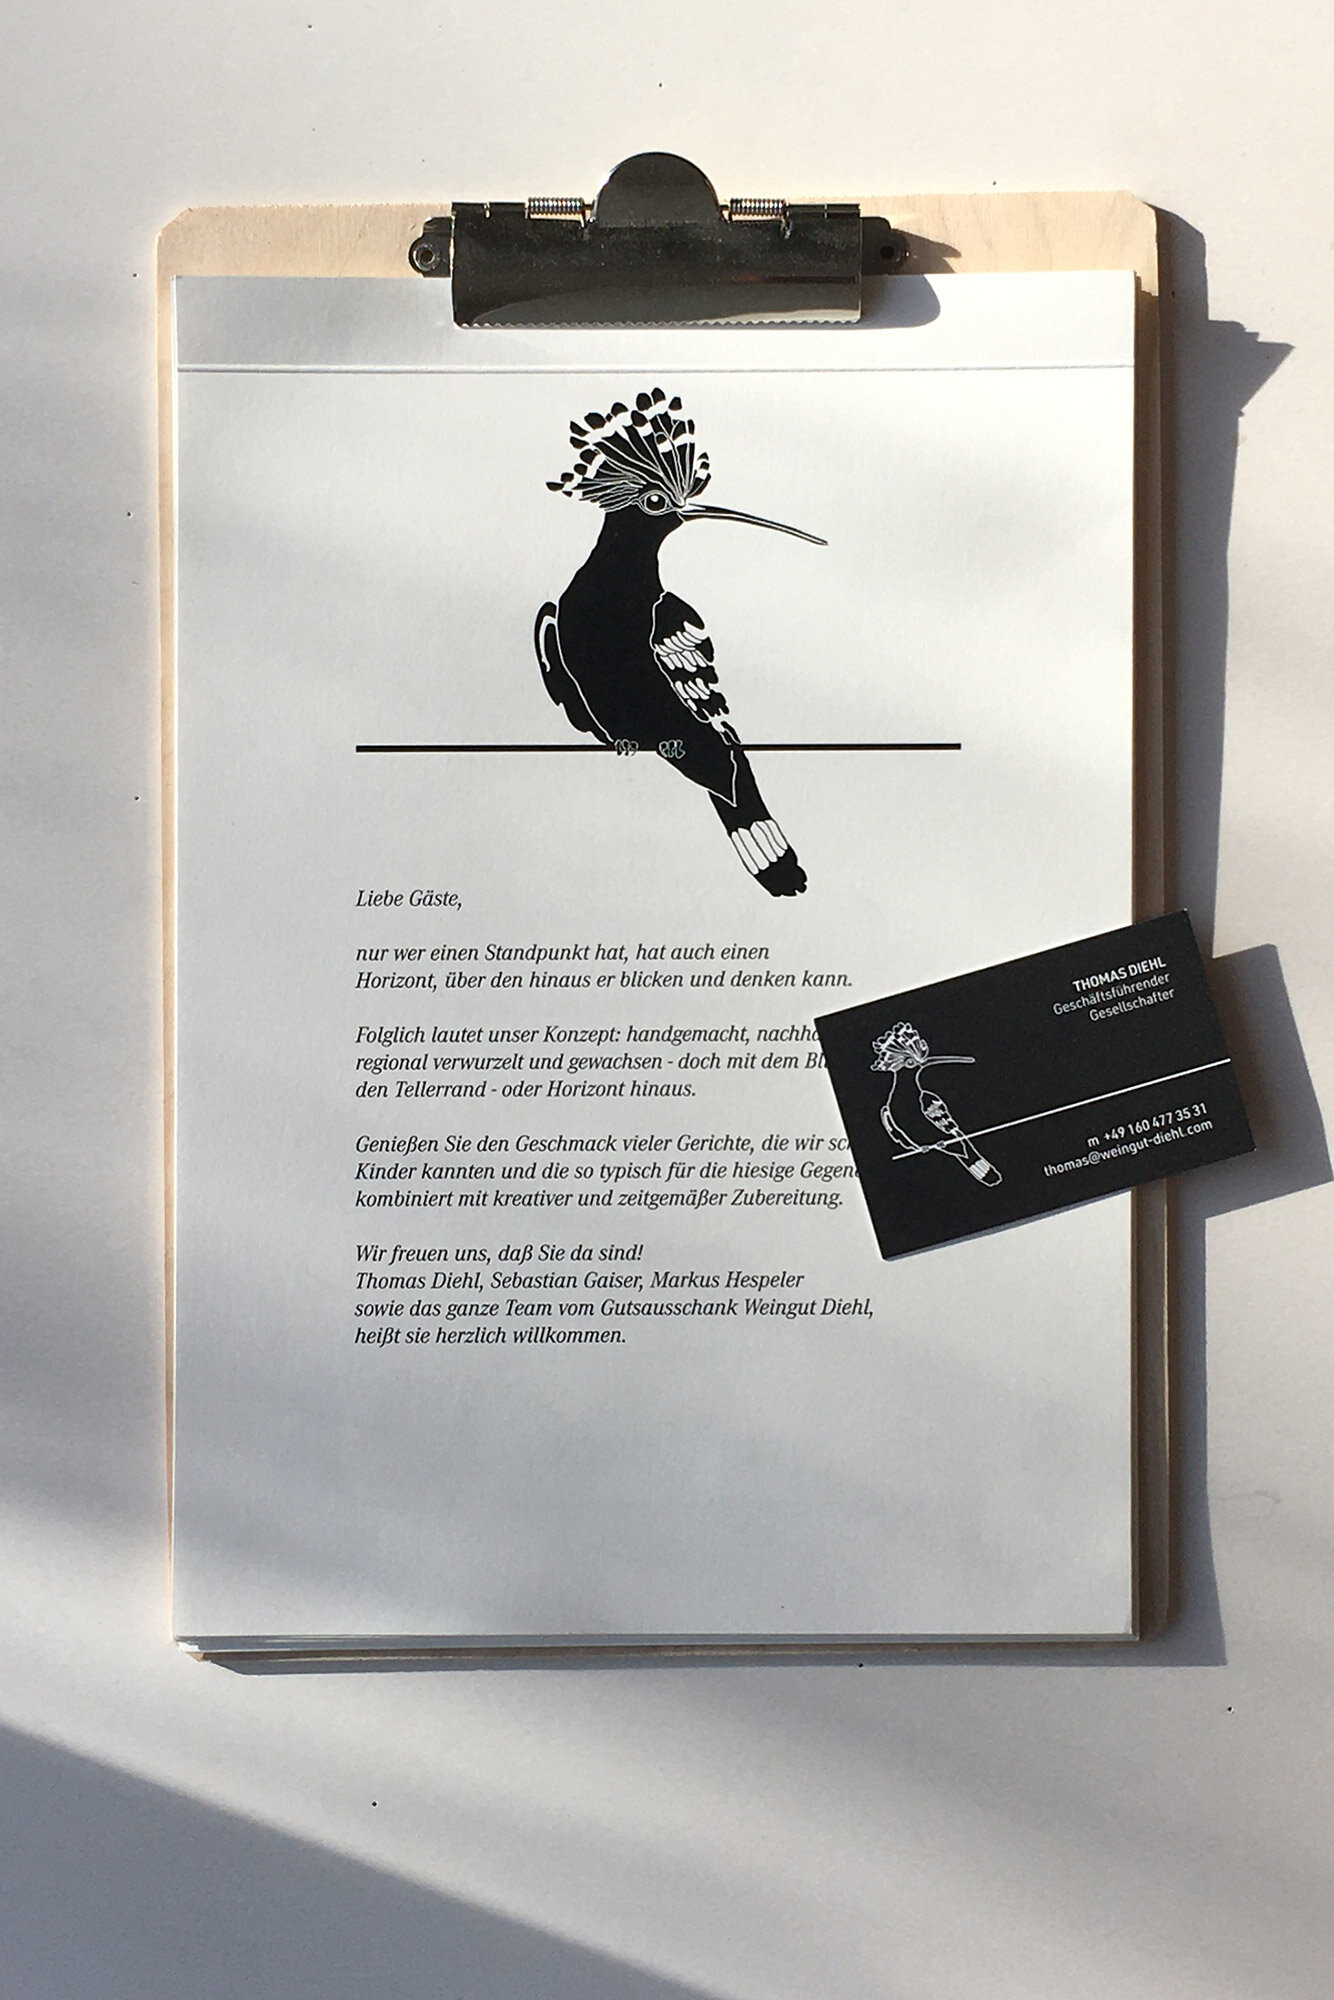 Liebe Gäste,
nur wer einen Standpunkt hat, hat auch einen
Horizont, über den hinaus er blicken und denken kann.
Folglich lautet unser Konzept: handgemacht,
regional verwurzelt und gewachsen - doch mit dem
den Tellerrand - oder Horizont hinaus.
Genießen Sie den Geschmack vieler Gerichte, die wir
Kinder kannten und die so typisch für die hiesige
kombiniert mit kreativer und zeitgemäßer Zubereitung.
Wir freuen uns, daß Sie da sind!
Thomas Diehl, Sebastian Gaiser, Markus Hespeler
sowie das ganze Team vom Gutsausschank Weingut Diehl,
heißt sie herzlich willkommen.
THOMAS DIEHL
Geschäftsführender
Gesellschafter
m +49 160 477 35 31
thomas@weingut-diehl.com